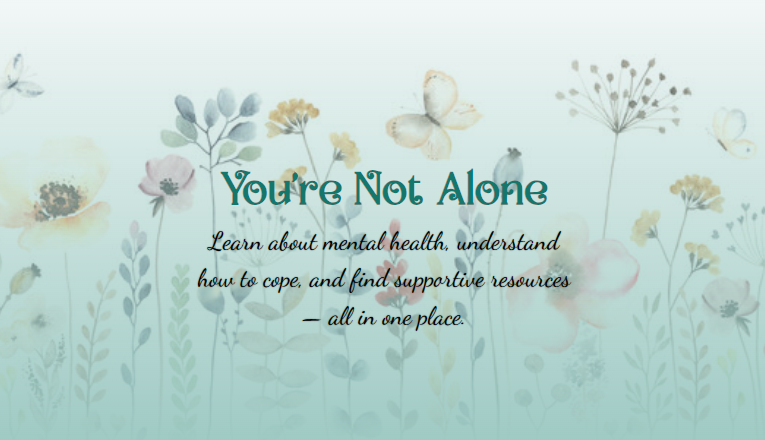 You're Not Alone
Learn about mental health, understand
how to cope, and find supportive resources
— all in one place.